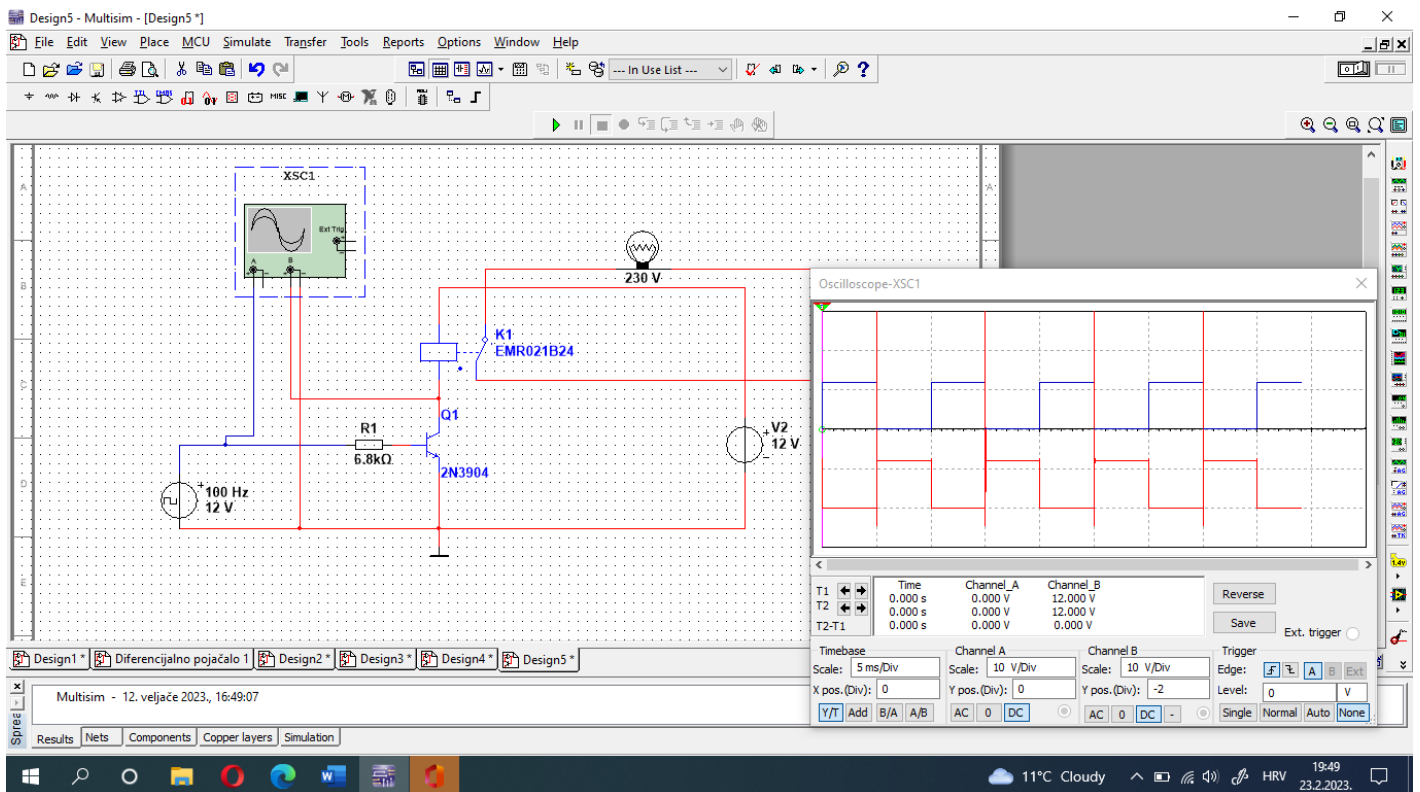 Design5 - Multisim - [Design5 *]
File Edit View Place MCU Simulate Transfer Tools Reports Options Window Help
--- In Use List ---
MISC
A
B
C
D
E
A
XSC1
Ext Trig
A B
230 V
K1
EMR021B24
Q1
R1
6.8kΩ
2N3904
100 Hz
12 V
V2
12 V
Oscilloscope-XSC1
Time Channel_A Channel_B
T1 0.000 s 0.000 V 12.000 V
T2 0.000 s 0.000 V 12.000 V
T2-T1 0.000 s 0.000 V 0.000 V
Reverse
Save
Ext. trigger
Timebase Channel A Channel B Trigger
Scale: 5 ms/Div Scale: 10 V/Div Scale: 10 V/Div Edge: A B Ext
X pos.(Div): 0 Y pos.(Div): 0 Y pos.(Div): -2 Level: 0 V
Y/T Add B/A A/B AC 0 DC AC 0 DC - Single Normal Auto None
Design1 * Diferencijalno pojačalo 1 Design2 * Design3 * Design4 * Design5 *
Multisim - 12. veljače 2023., 16:49:07
Results Nets Components Copper layers Simulation
11°C Cloudy HRV 19:49
23.2.2023.